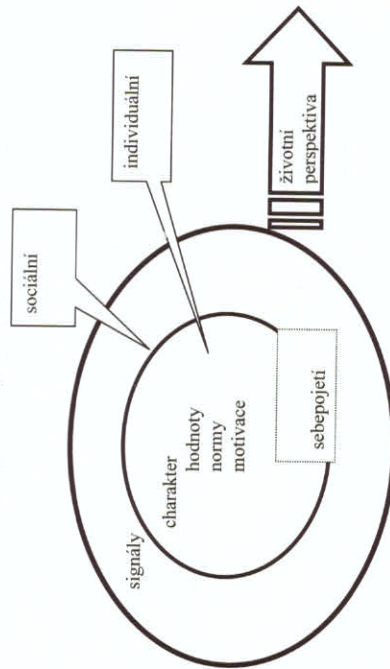 sociální
individuální
signály
charakter
hodnoty
normy
motivace
sebepojetí
životní
perspektiva